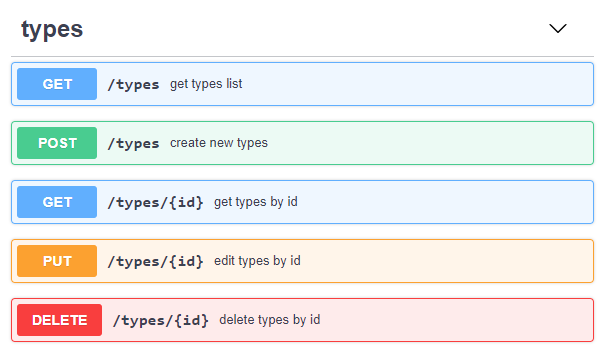 types
GET /types get types list
POST /types create new types
GET /types/{id} get types by id
PUT /types/{id} edit types by id
DELETE /types/{id} delete types by id